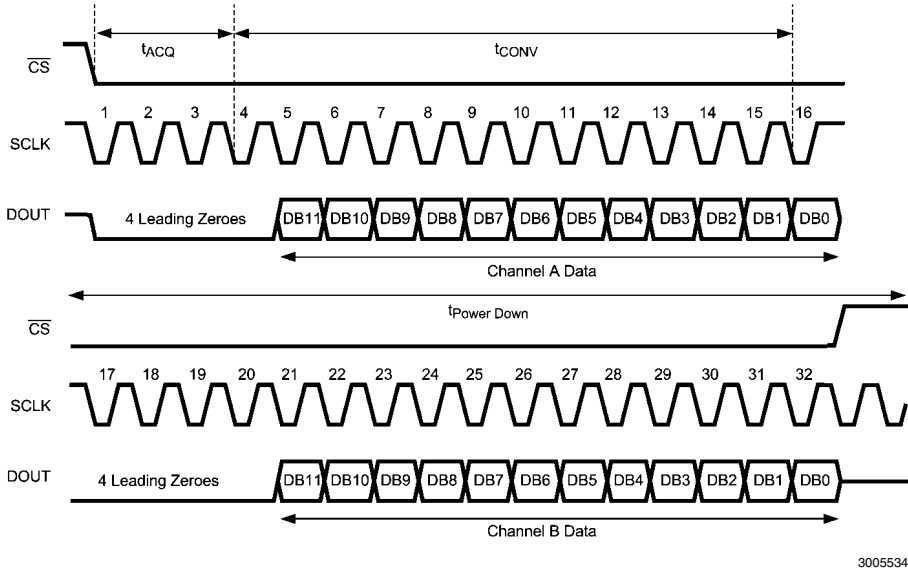 tACQ tCONV
CS
1 2 3 4 5 6 7 8 9 10 11 12 13 14 15 16
SCLK
DOUT 4 Leading Zeroes DB11 DB10 DB9 DB8 DB7 DB6 DB5 DB4 DB3 DB2 DB1 DB0
Channel A Data
tPower Down
CS
17 18 19 20 21 22 23 24 25 26 27 28 29 30 31 32
SCLK
DOUT 4 Leading Zeroes DB11 DB10 DB9 DB8 DB7 DB6 DB5 DB4 DB3 DB2 DB1 DB0
Channel B Data
3005534